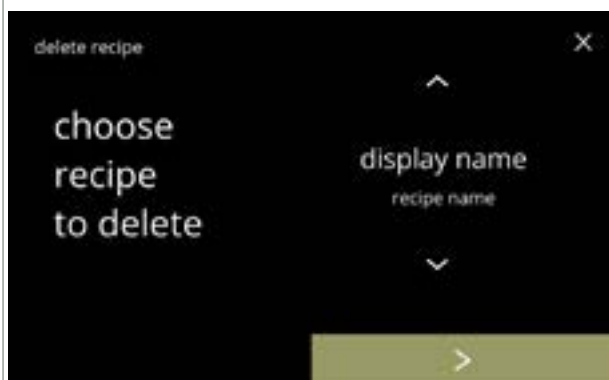 delete recipe
choose
recipe
to delete
display name
recipe name